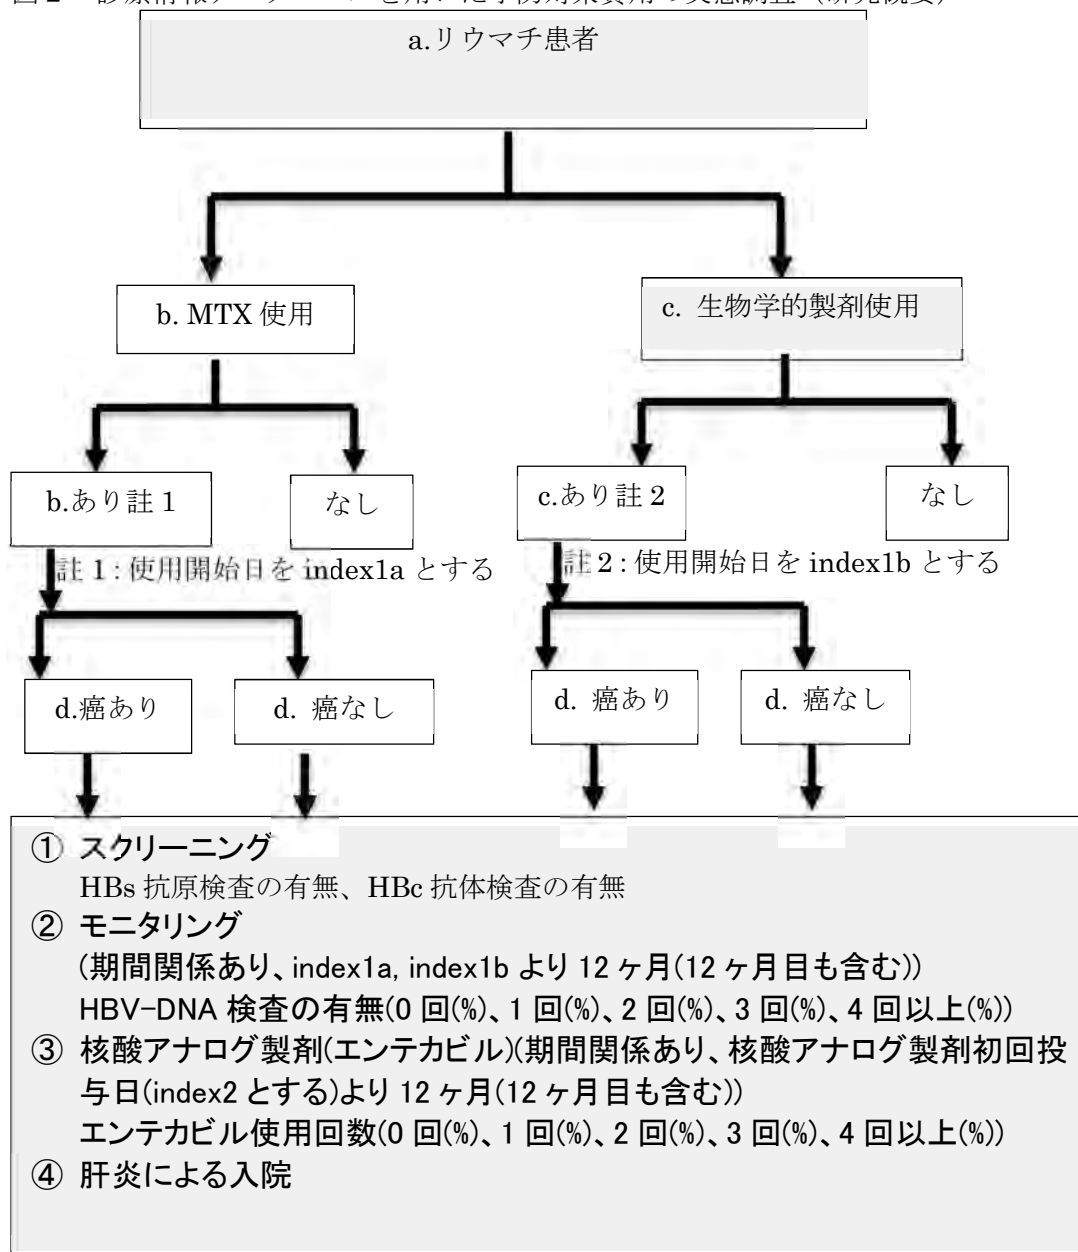 a.リウマチ患者
b. MTX 使用
c. 生物学的製剤使用
b.あり註 1
なし
c.あり註 2
なし
註 1 : 使用開始日を index1a とする
註 2 : 使用開始日を index1b とする
d.癌あり
d. 癌なし
d. 癌あり
d. 癌なし
① スクリーニング
HBs 抗原検査の有無、HBc 抗体検査の有無
② モニタリング
(期間関係あり、index1a, index1b より 12 ヶ月(12 ヶ月目も含む))
HBV-DNA 検査の有無(0 回(%)、1 回(%)、2 回(%)、3 回(%)、4 回以上(%))
③ 核酸アナログ製剤(エンテカビル)(期間関係あり、核酸アナログ製剤初回投
与日(index2 とする)より 12 ヶ月(12 ヶ月目も含む))
エンテカビル使用回数(0 回(%)、1 回(%)、2 回(%)、3 回(%)、4 回以上(%))
④ 肝炎による入院